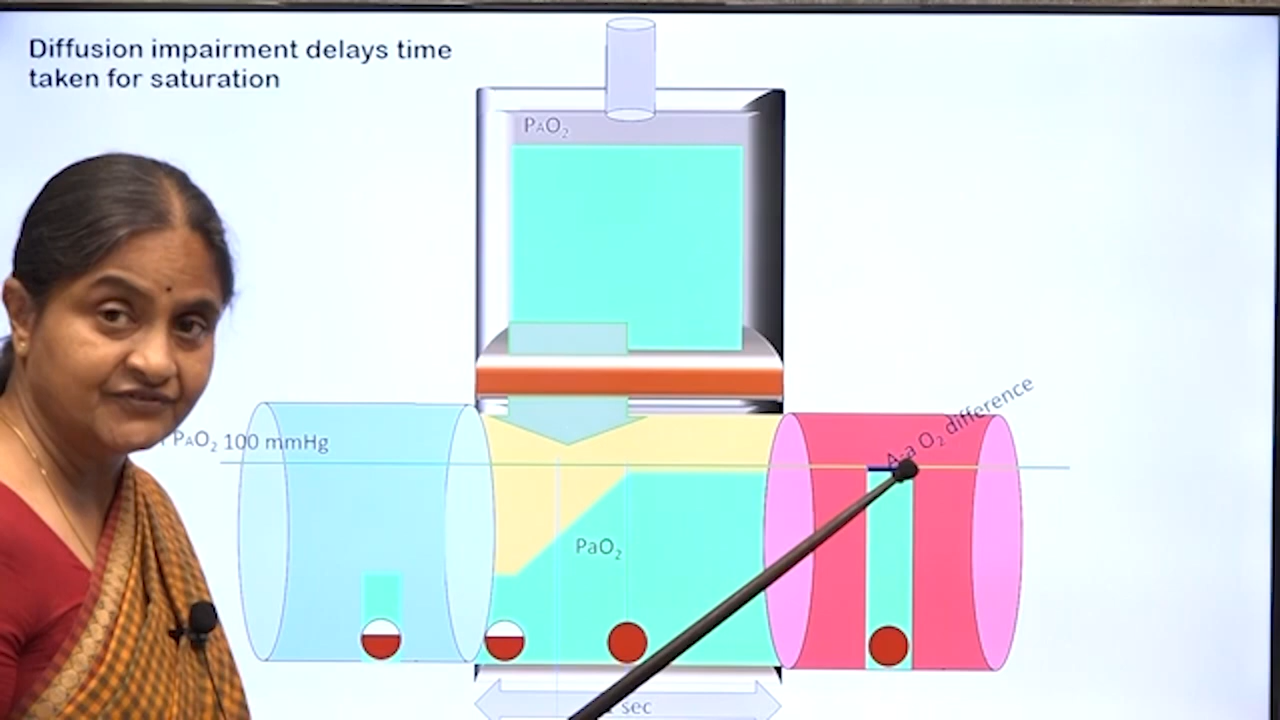 Diffusion impairment delays time
taken for saturation
PAO₂
A-a O₂ difference
PAO₂ 100 mmHg
PaO₂
sec